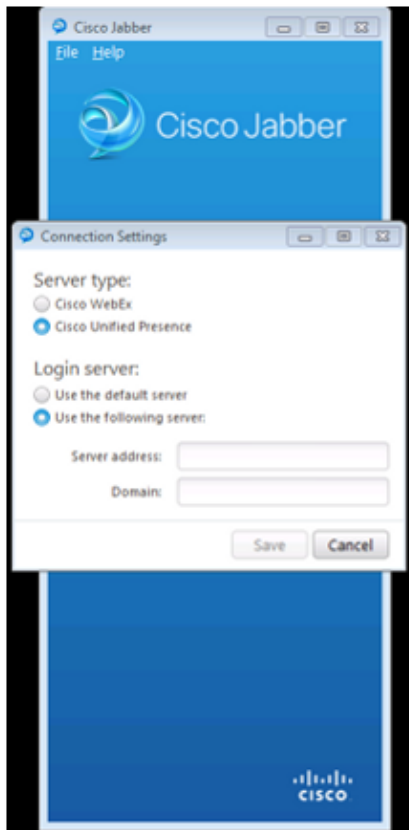 Cisco Jabber
File Help
Cisco Jabber
Connection Settings
Server type:
Cisco WebEx
Cisco Unified Presence
Login server:
Use the default server
Use the following server:
Server address:
Domain:
Save Cancel
CISCO